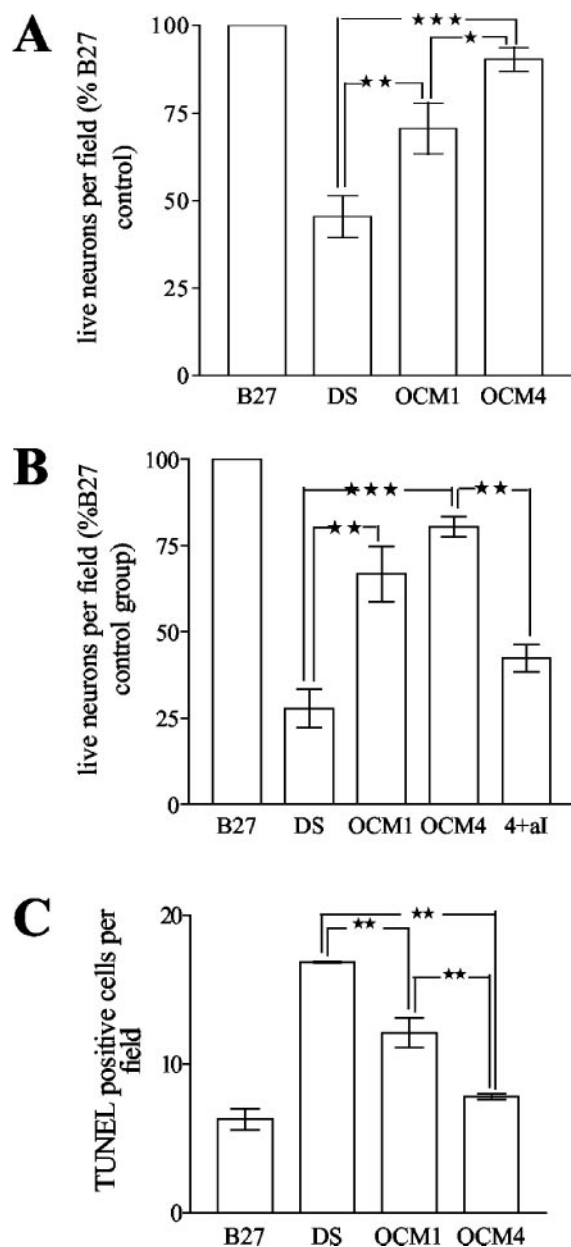 A
live neurons per field (% B27
control)
100
75
50
25
0
★★★
★
★★
B27 DS OCM1 OCM4
B
live neurons per field (%B27
control group)
100
75
50
25
0
★★★ ★★
★★
B27 DS OCM1 OCM4 4+aI
C
TUNEL positive cells per
field
20
10
0
★★
★★
★★
B27 DS OCM1 OCM4